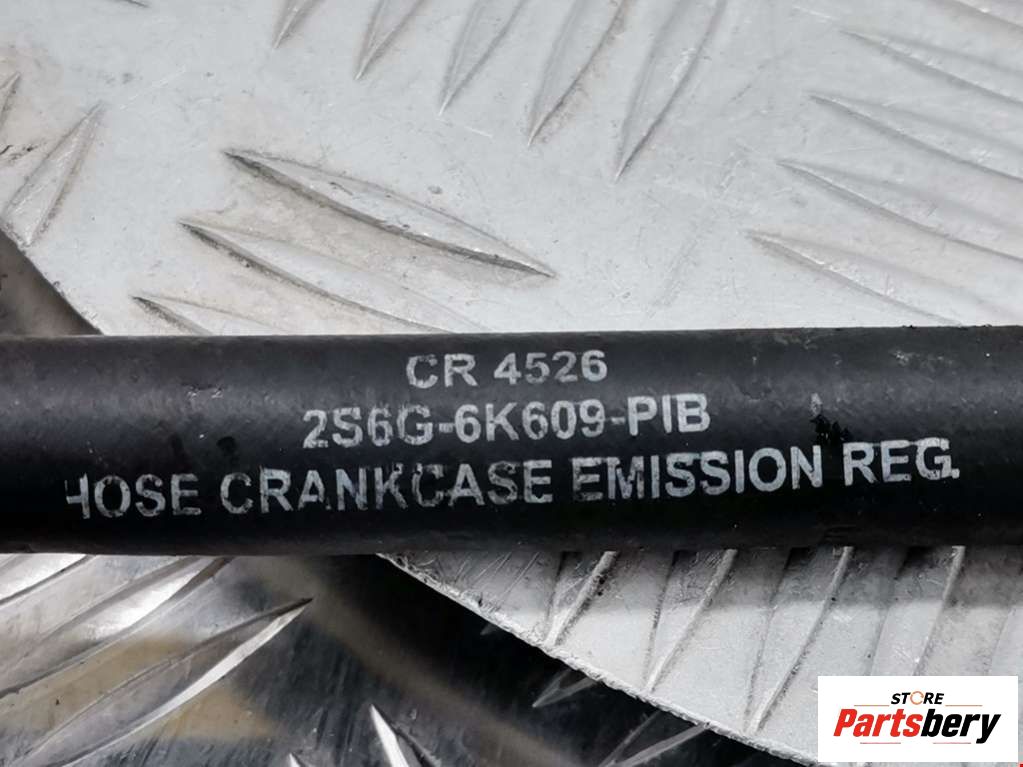 CR 4526
2S6G-6K609-PIB
HOSE CRANKCASE EMISSION REG.
STORE
Partsbery